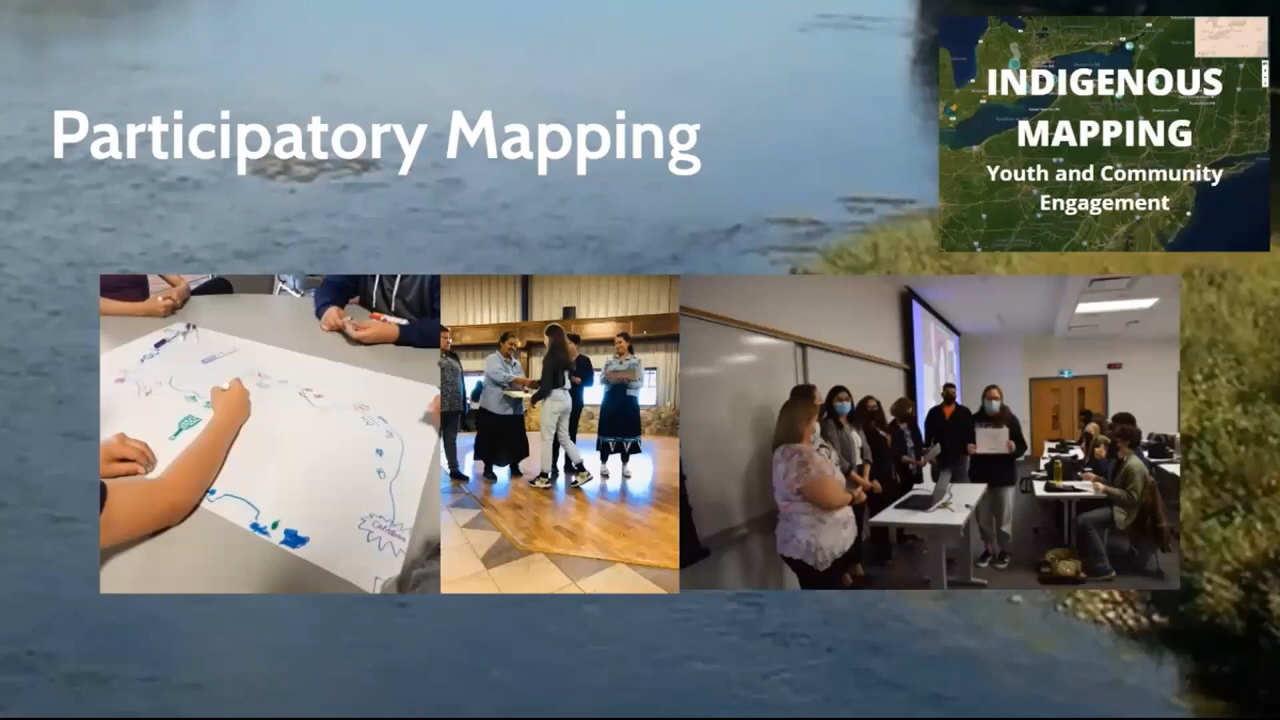 Participatory Mapping
INDIGENOUS
MAPPING
Youth and Community
Engagement